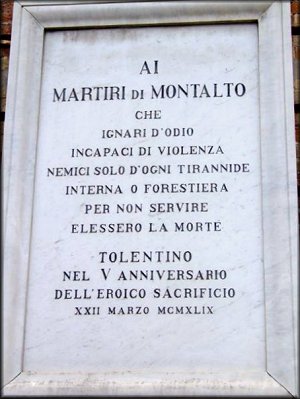 AI
MARTIRI DI MONTALTO
CHE
IGNARI D'ODIO
INCAPACI DI VIOLENZA
NEMICI SOLO D'OGNI TIRANNIDE
INTERNA O FORESTIERA
PER NON SERVIRE
ELESSERO LA MORTE
TOLENTINO
NEL V ANNIVERSARIO
DELL'EROICO SACRIFICIO
XXII MARZO MCMXLIX